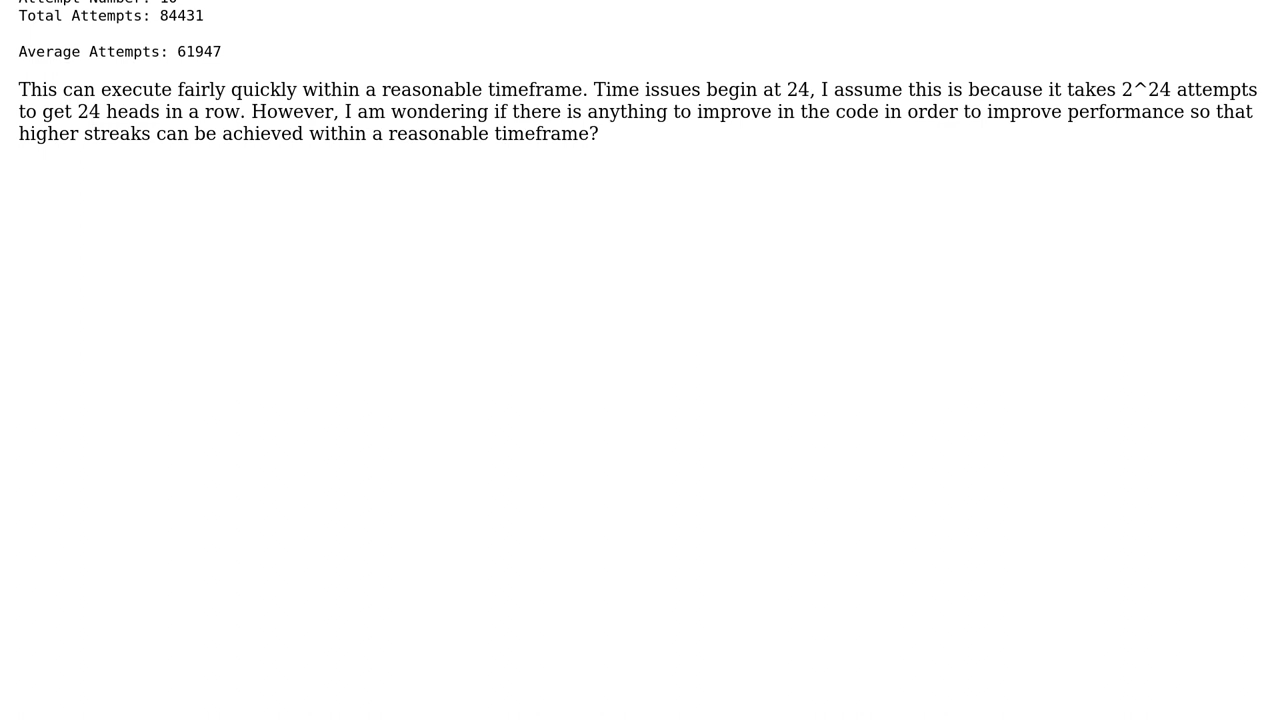 Attempt Number: 10
Total Attempts: 84431
Average Attempts: 61947
This can execute fairly quickly within a reasonable timeframe. Time issues begin at 24, I assume this is because it takes 2^24 attempts
to get 24 heads in a row. However, I am wondering if there is anything to improve in the code in order to improve performance so that
higher streaks can be achieved within a reasonable timeframe?